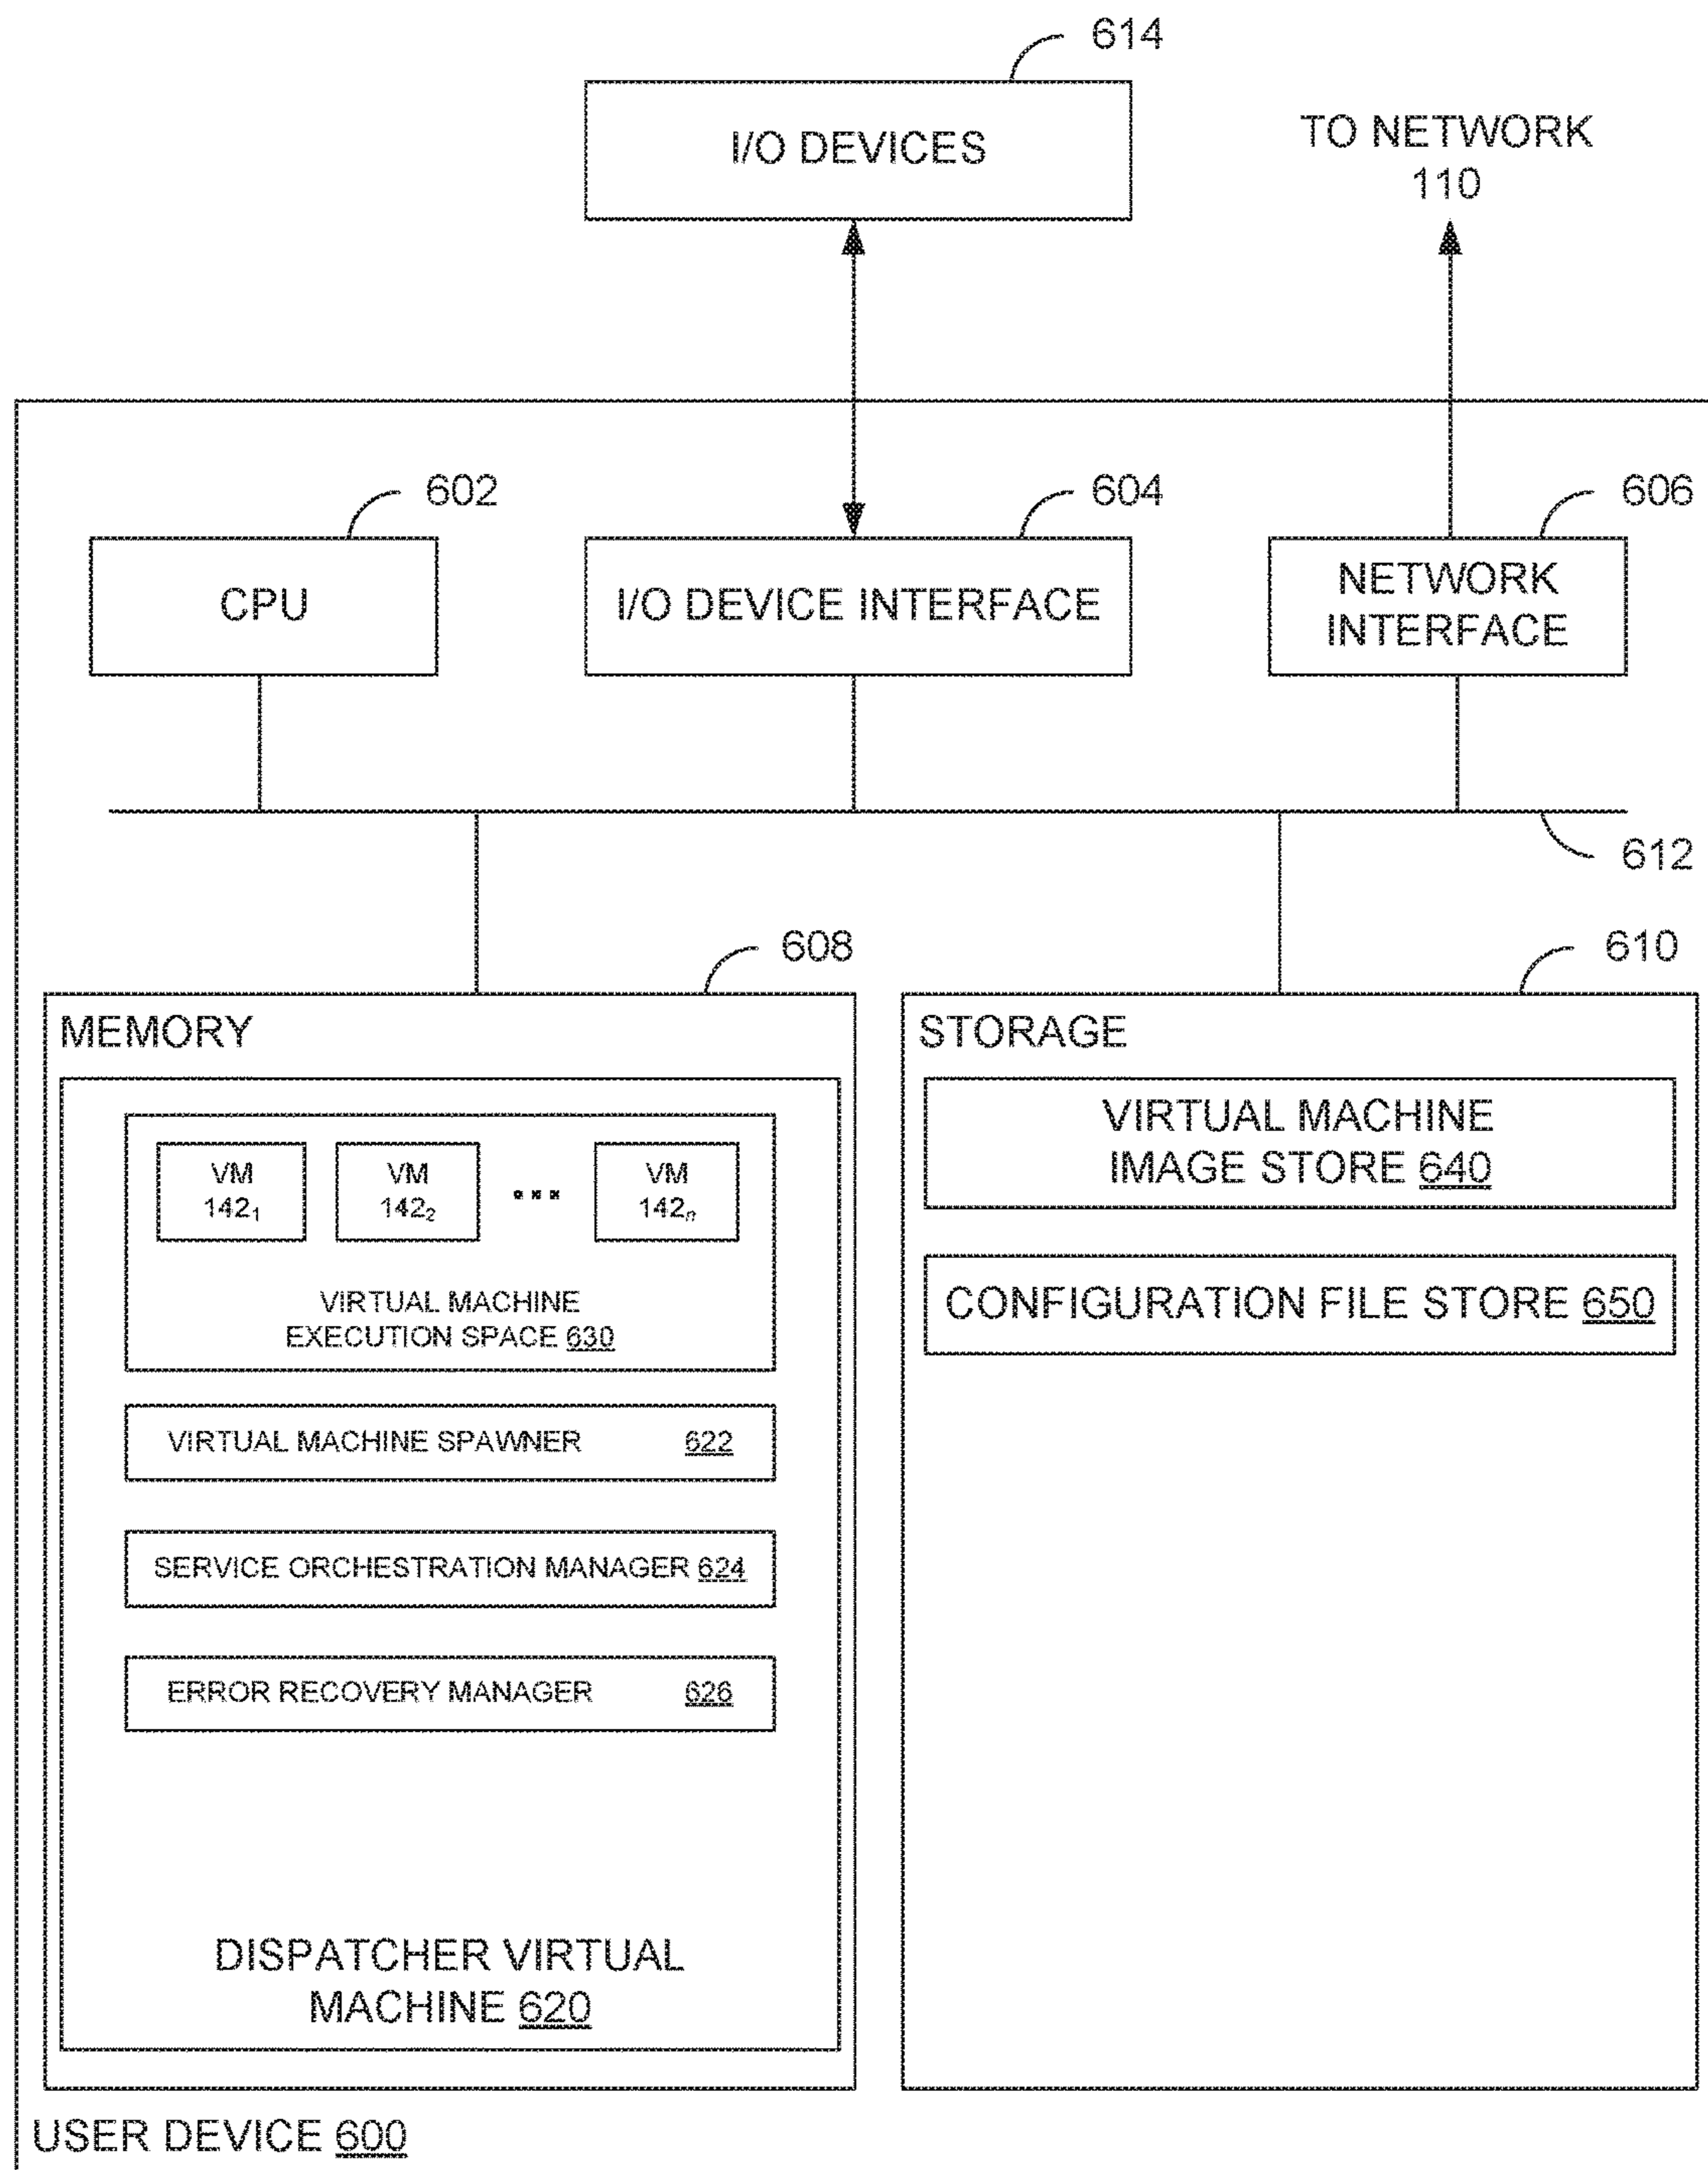 614
I/O DEVICES
TO NETWORK
110
602
604
606
CPU
I/O DEVICE INTERFACE
NETWORK
INTERFACE
612
608
610
MEMORY
VM
142₁
VM
142₂
...
VM
142ₙ
VIRTUAL MACHINE
EXECUTION SPACE 630
VIRTUAL MACHINE SPAWNER 622
SERVICE ORCHESTRATION MANAGER 624
ERROR RECOVERY MANAGER 626
DISPATCHER VIRTUAL
MACHINE 620
STORAGE
VIRTUAL MACHINE
IMAGE STORE 640
CONFIGURATION FILE STORE 650
USER DEVICE 600